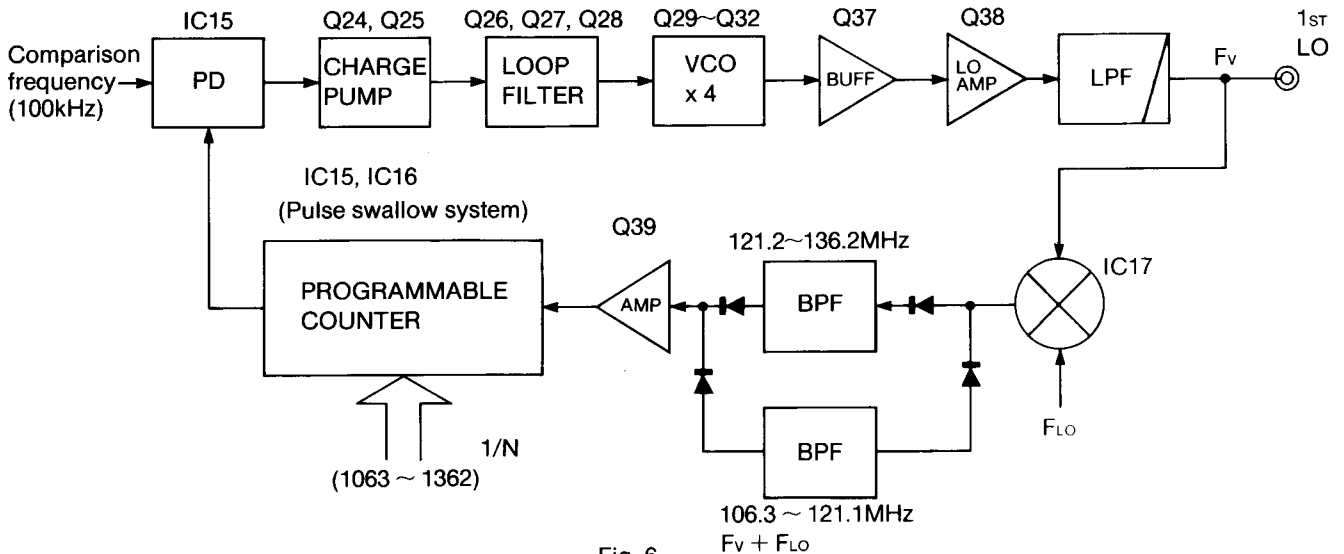 IC15
Q24, Q25
Q26, Q27, Q28
Q29~Q32
Q37
Q38
1ST
LO
Comparison
frequency
(100kHz)
PD
CHARGE
PUMP
LOOP
FILTER
VCO
x 4
BUFF
LO
AMP
LPF
FV
IC15, IC16
(Pulse swallow system)
Q39
121.2~136.2MHz
IC17
PROGRAMMABLE
COUNTER
AMP
BPF
FLO
BPF
1/N
(1063 ~ 1362)
106.3 ~ 121.1MHz
FV + FLO
Fig. 6